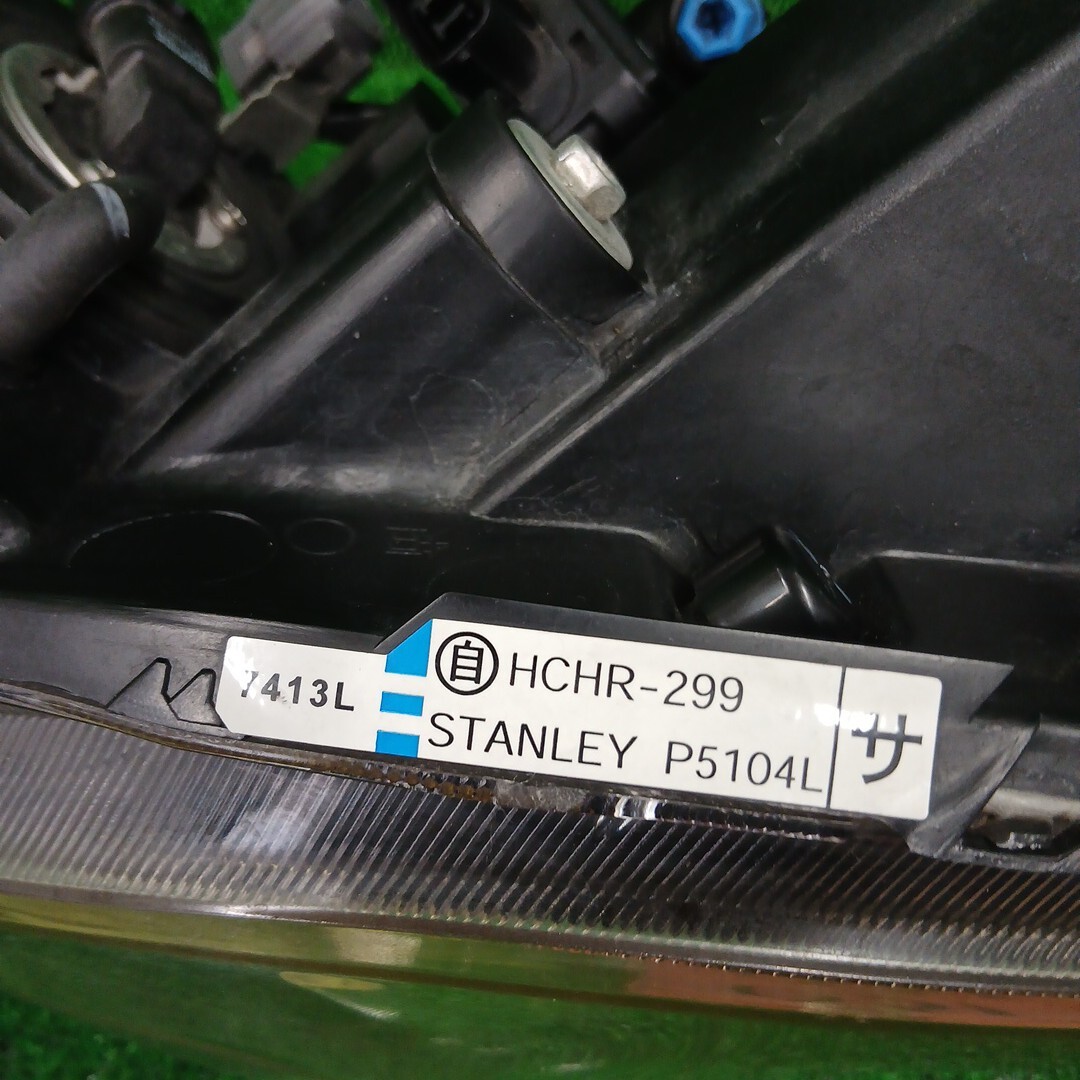 7413L
自 HCHR-299
STANLEY P5104L
サ